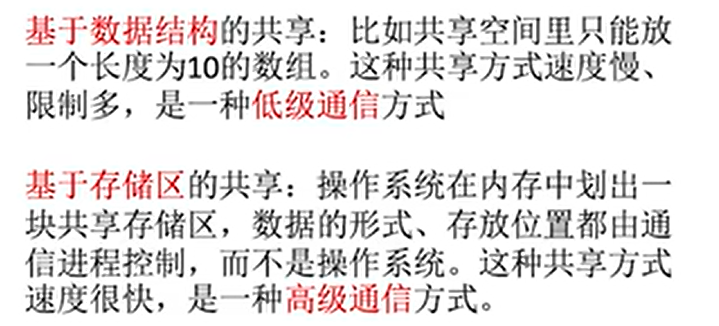 基于数据结构的共享：比如共享空间里只能放
一个长度为10的数组。这种共享方式速度慢、
限制多，是一种低级通信方式
基于存储区的共享：操作系统在内存中划出一
块共享存储区，数据的形式、存放位置都由通
信进程控制，而不是操作系统。这种共享方式
速度很快，是一种高级通信方式。